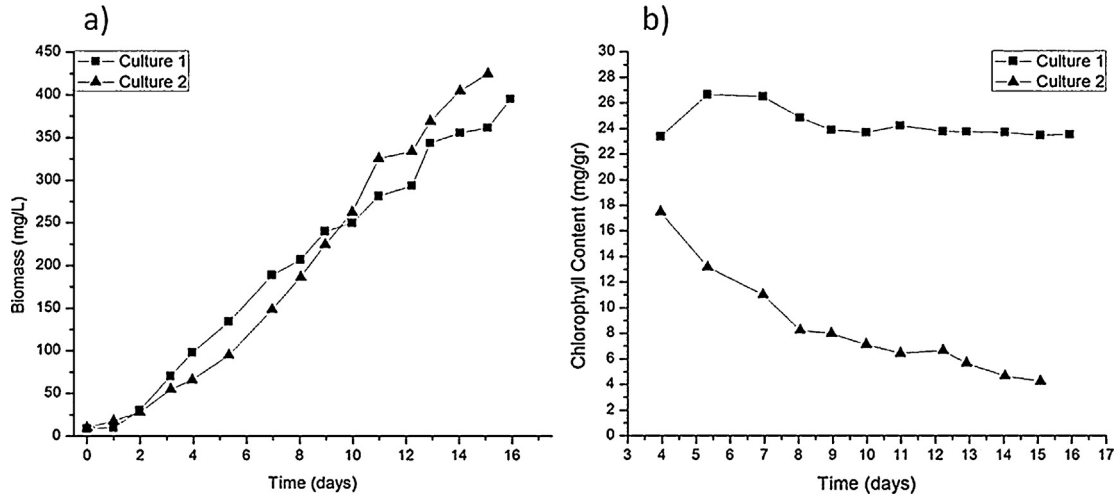 a)
Culture 1
Culture 2
450
400
350
300
250
200
150
100
50
0
Biomass (mg/L)
0 2 4 6 8 10 12 14 16
Time (days)
b)
Culture 1
Culture 2
30
28
26
24
22
20
18
16
14
12
10
8
6
4
2
0
Chlorophyll Content (mg/gr)
3 4 5 6 7 8 9 10 11 12 13 14 15 16 17
Time (days)